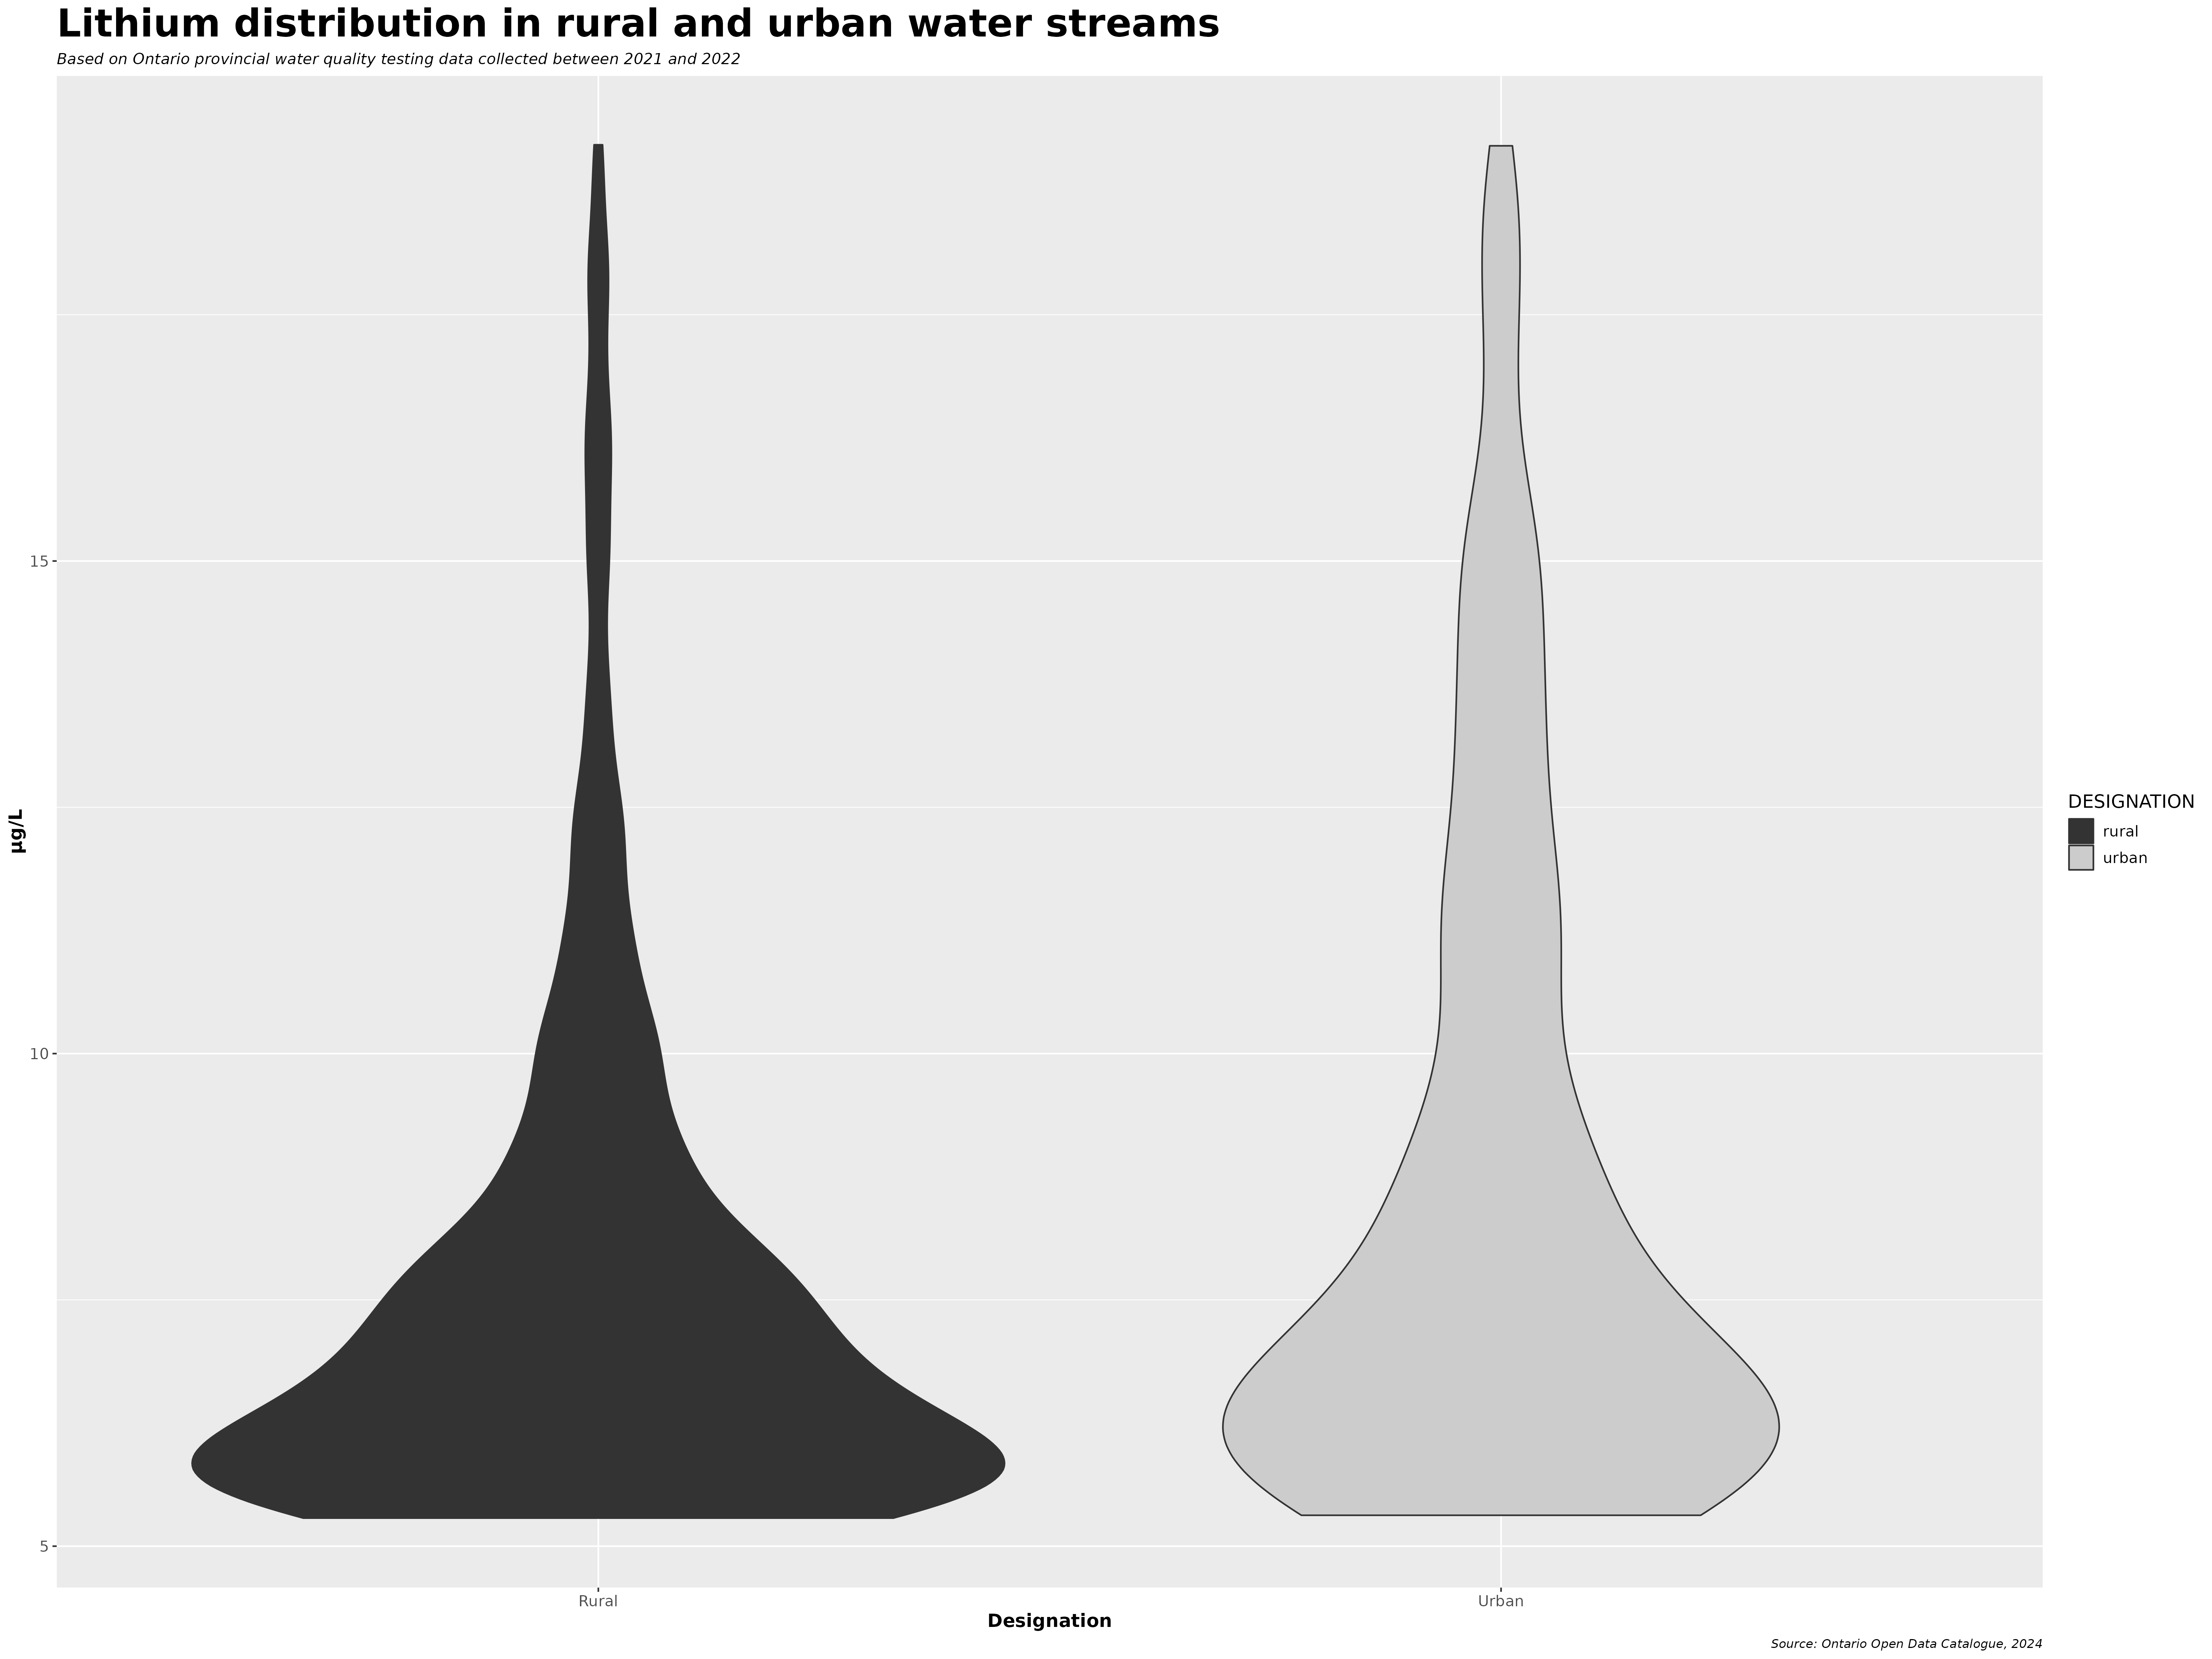 Lithium distribution in rural and urban water streams
Based on Ontario provincial water quality testing data collected between 2021 and 2022
15
10
5
µg/L
Rural
Urban
Designation
DESIGNATION
rural
urban
Source: Ontario Open Data Catalogue, 2024